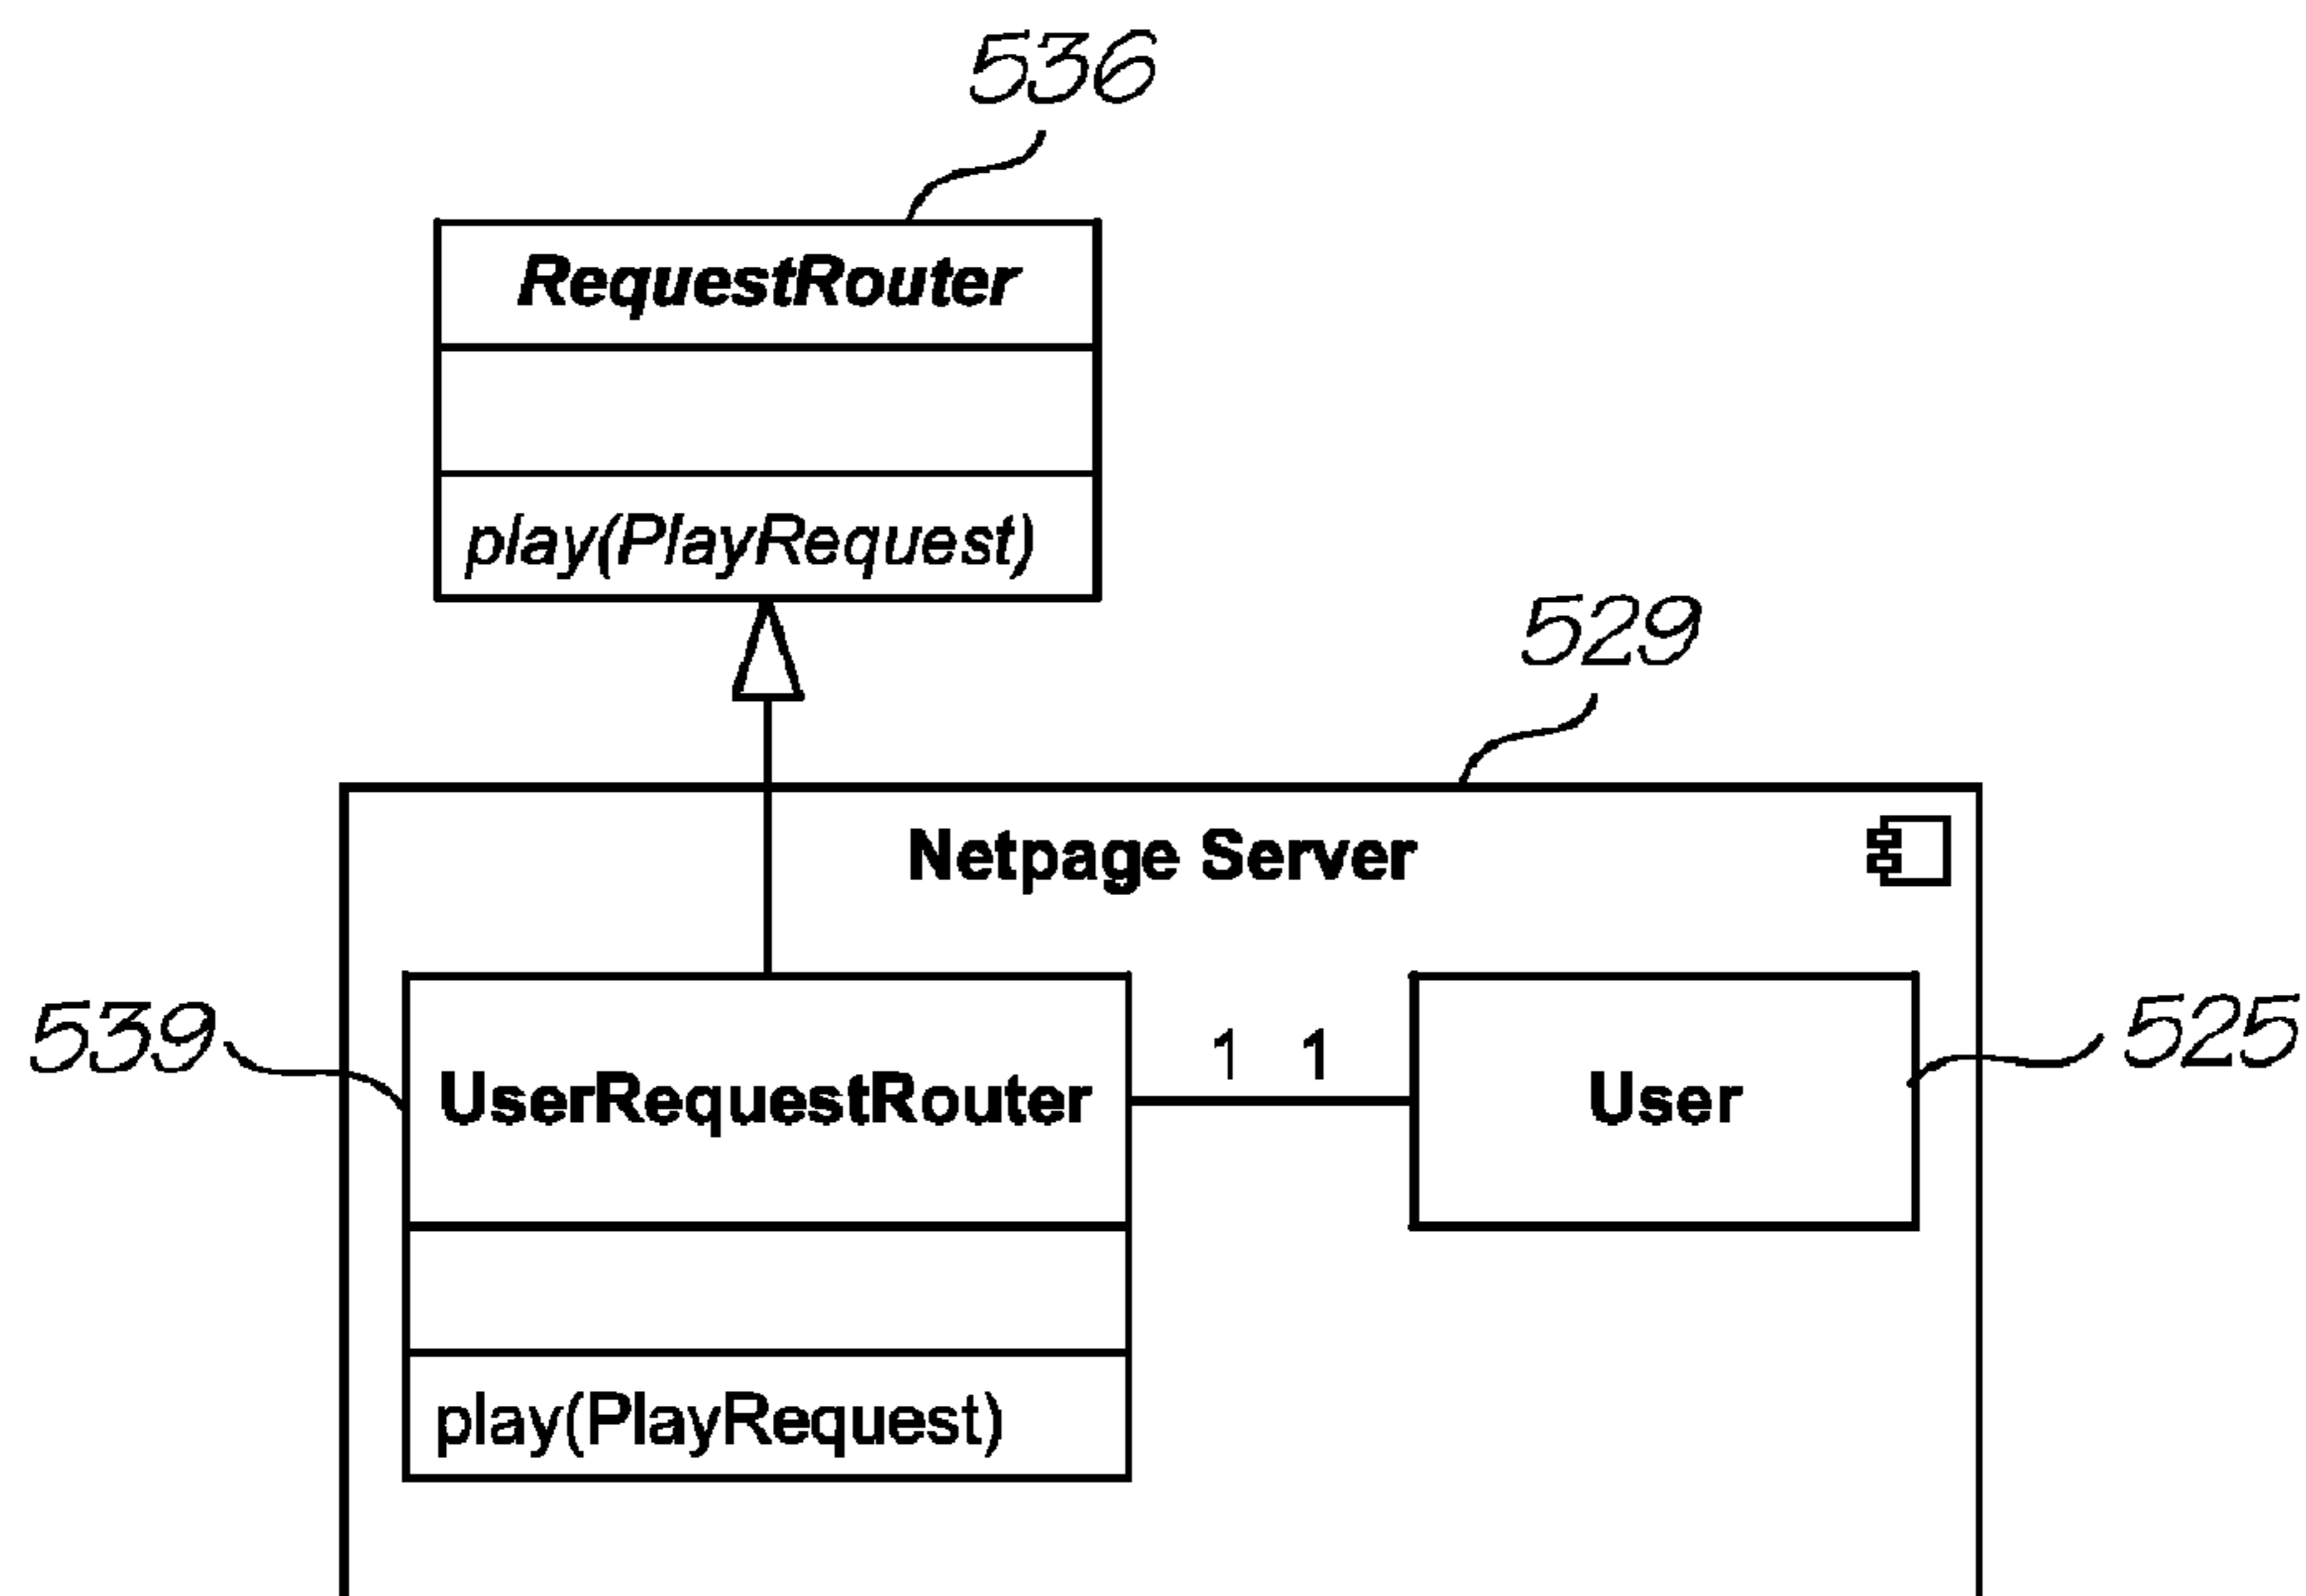 536
RequestRouter
play(PlayRequest)
529
Netpage Server
539
UserRequestRouter
1 1
User
525
play(PlayRequest)